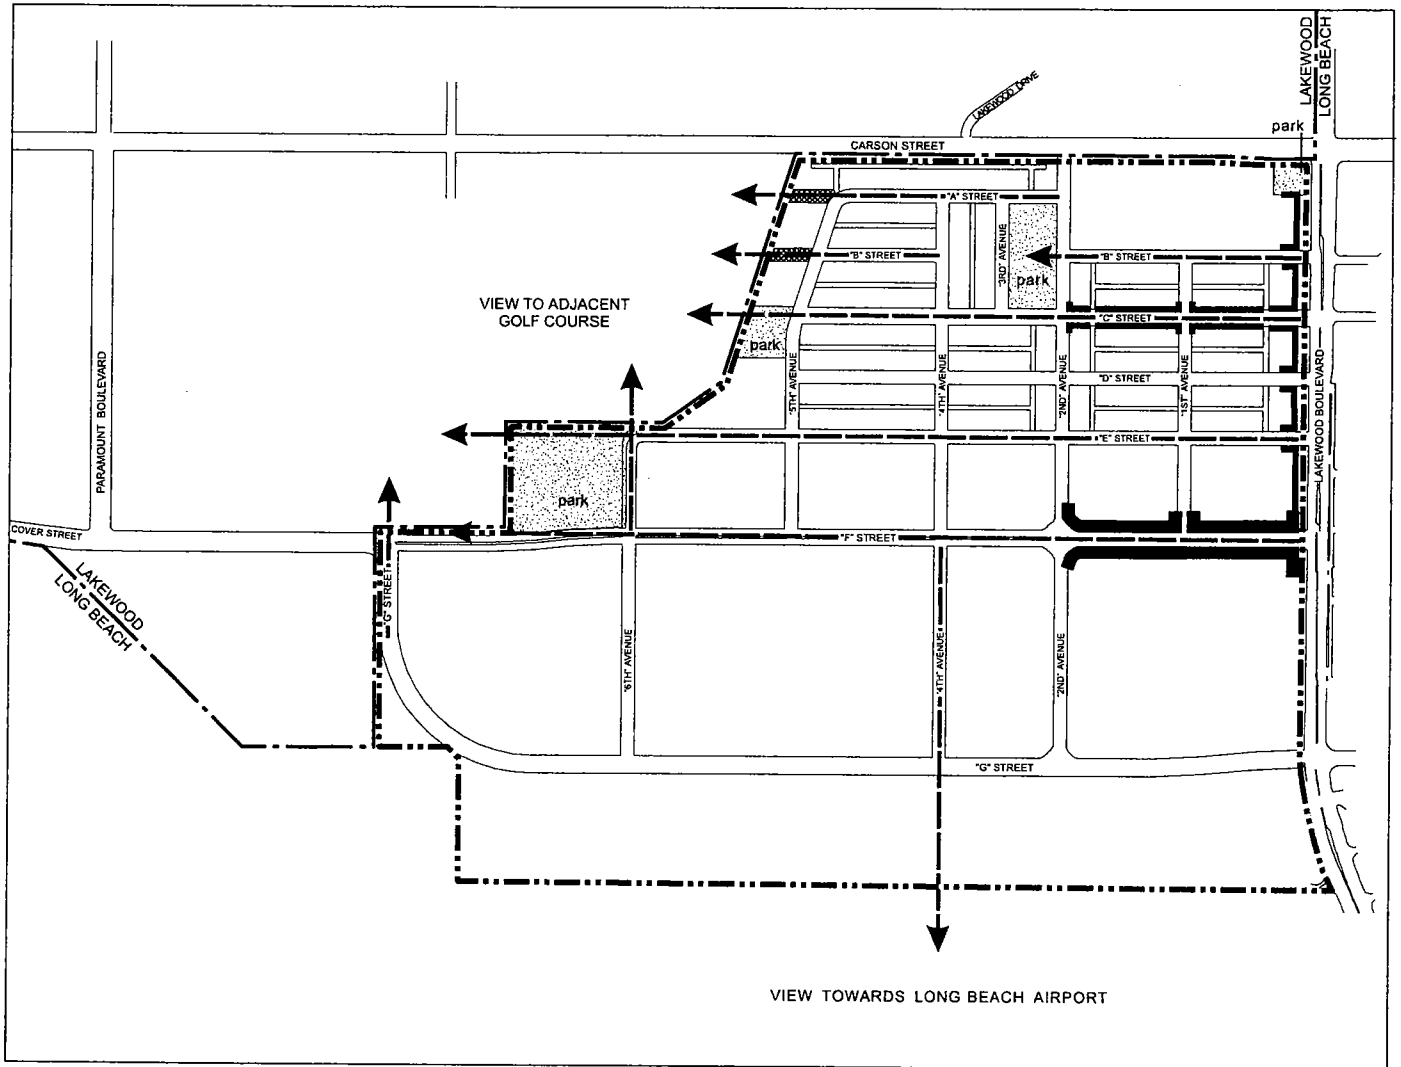 LAKEWOOD
LONG BEACH
LAKEWOOD DRIVE
park
CARSON STREET
"A" STREET
"3RD" AVENUE
"B" STREET
"B" STREET
park
VIEW TO ADJACENT
GOLF COURSE
"C" STREET
park
PARAMOUNT BOULEVARD
"5TH" AVENUE
"4TH" AVENUE
"2ND" AVENUE
"D" STREET
"1ST" AVENUE
LAKEWOOD BOULEVARD
"E" STREET
park
COVER STREET
"F" STREET
LAKEWOOD
LONG BEACH
"G" STREET
"6TH" AVENUE
"4TH" AVENUE
"2ND" AVENUE
"G" STREET
VIEW TOWARDS LONG BEACH AIRPORT